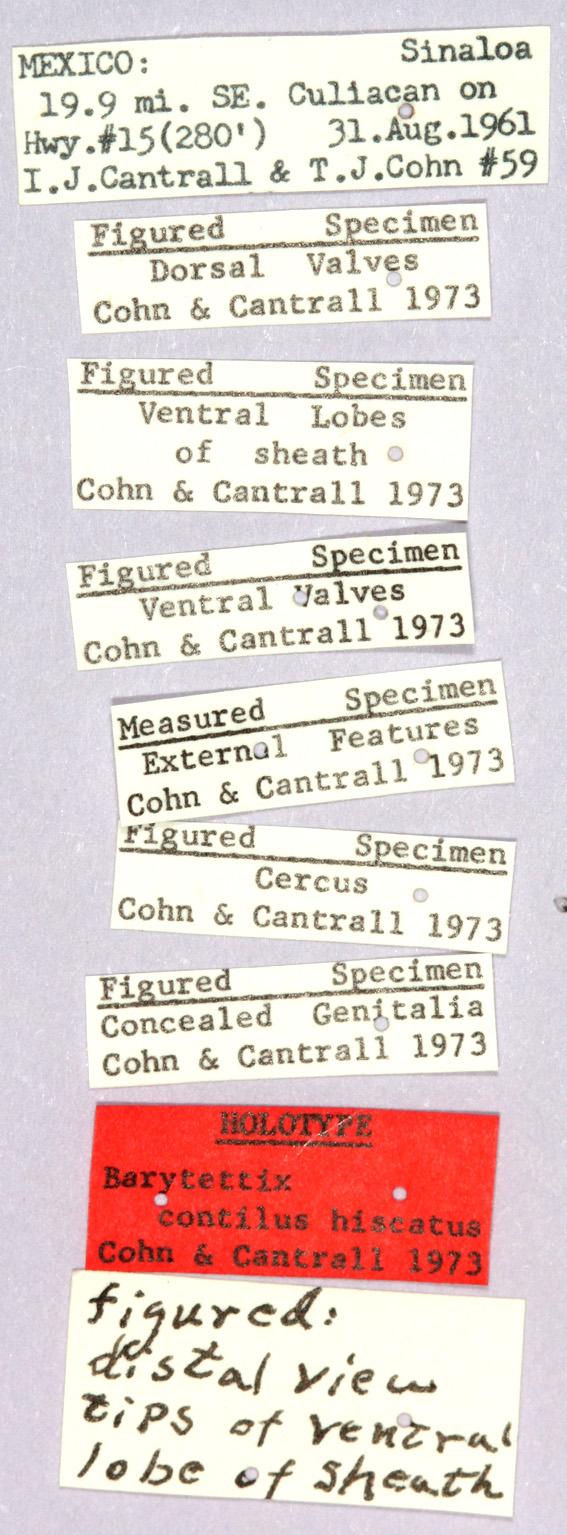 MEXICO: Sinaloa
19.9 mi. SE. Culiacan on
Hwy.#15(280') 31.Aug.1961
I.J.Cantrall & T.J.Cohn #59
Figured Specimen
Dorsal Valves
Cohn & Cantrall 1973
Figured Specimen
Ventral Lobes
of sheath
Cohn & Cantrall 1973
Figured Specimen
Ventral Valves
Cohn & Cantrall 1973
Measured Specimen
External Features
Cohn & Cantrall 1973
Figured Specimen
Cercus
Cohn & Cantrall 1973
Figured Specimen
Concealed Genitalia
Cohn & Cantrall 1973
HOLOTYPE
Barytettix
contilus hiscatus
Cohn & Cantrall 1973
figured:
distal view
tips of ventral
lobe of sheath